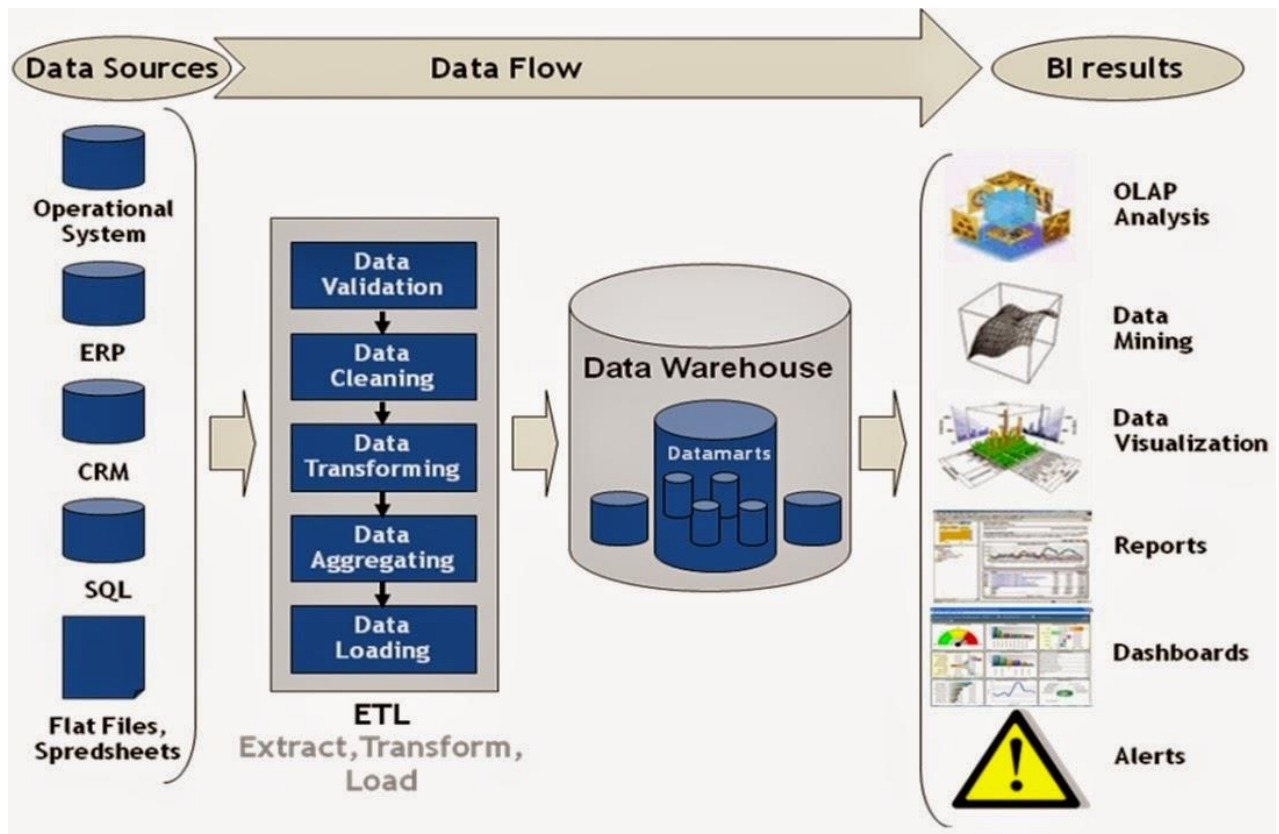 Data Sources
Data Flow
BI results
Operational
System
ERP
CRM
SQL
Flat Files,
Spredsheets
Data
Validation
Data
Cleaning
Data
Transforming
Data
Aggregating
Data
Loading
ETL
Extract,Transform,
Load
Data Warehouse
Datamarts
OLAP
Analysis
Data
Mining
Data
Visualization
Reports
Dashboards
Alerts